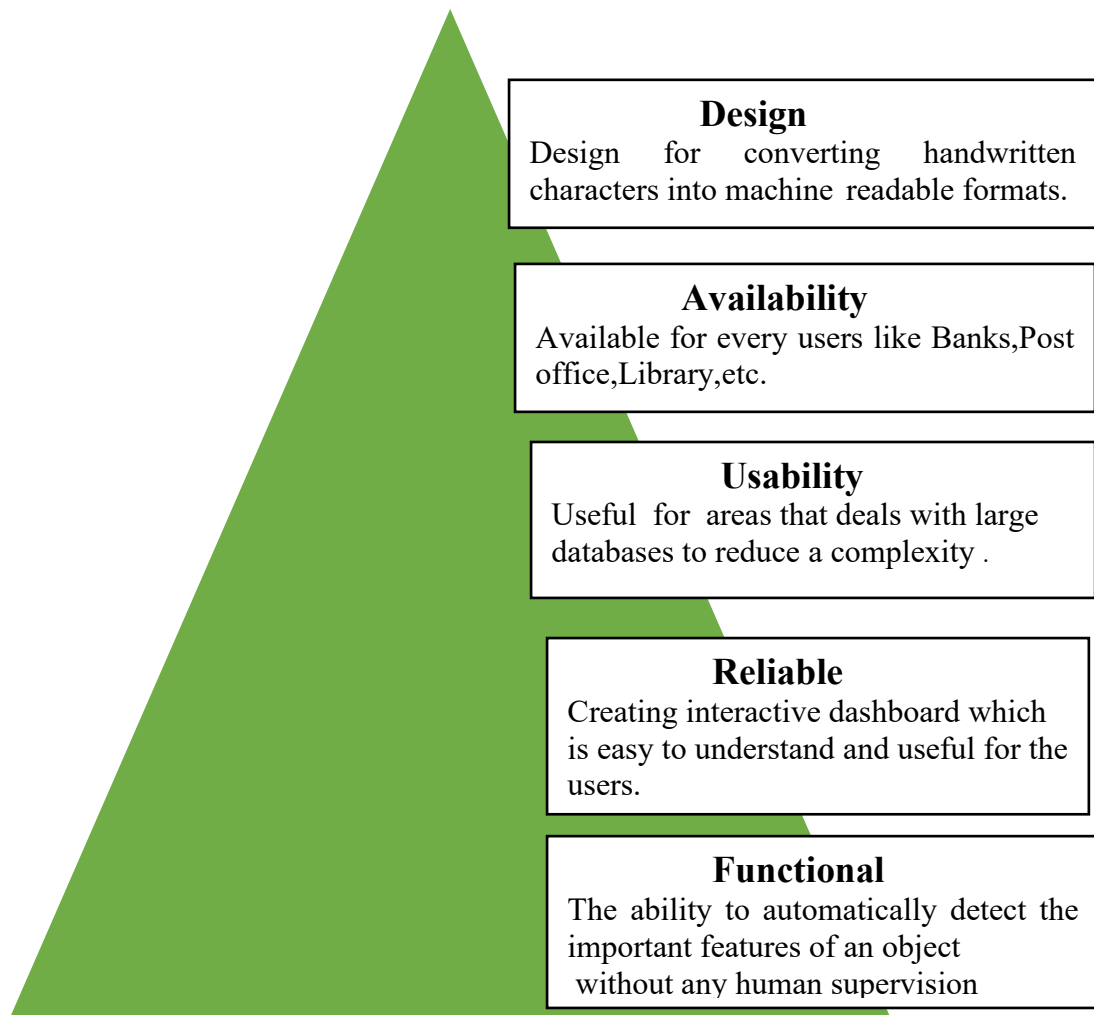 Design
Design for converting handwritten
characters into machine readable formats.
Availability
Available for every users like Banks,Post
office,Library,etc.
Usability
Useful for areas that deals with large
databases to reduce a complexity .
Reliable
Creating interactive dashboard which
is easy to understand and useful for the
users.
Functional
The ability to automatically detect the
important features of an object
without any human supervision